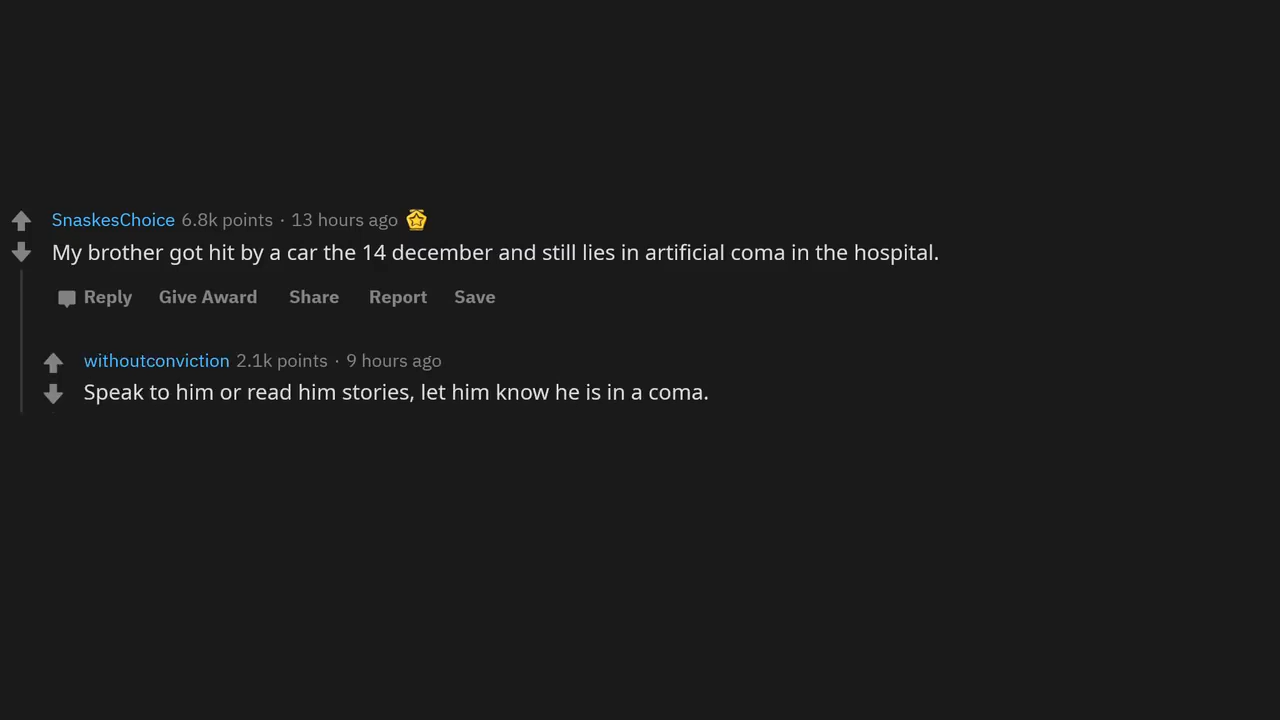 SnaskesChoice 6.8k points · 13 hours ago
My brother got hit by a car the 14 december and still lies in artificial coma in the hospital.
Reply Give Award Share Report Save
withoutconviction 2.1k points · 9 hours ago
Speak to him or read him stories, let him know he is in a coma.